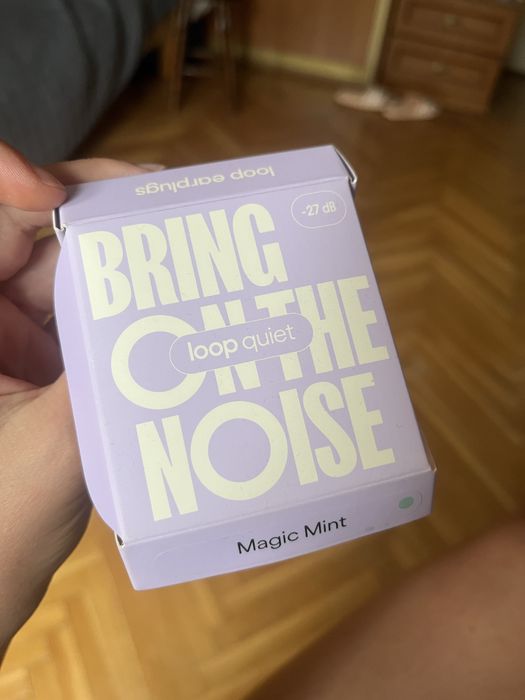 loop earplugs
-27 dB
BRING
ON THE
loop quiet
NOISE
Magic Mint